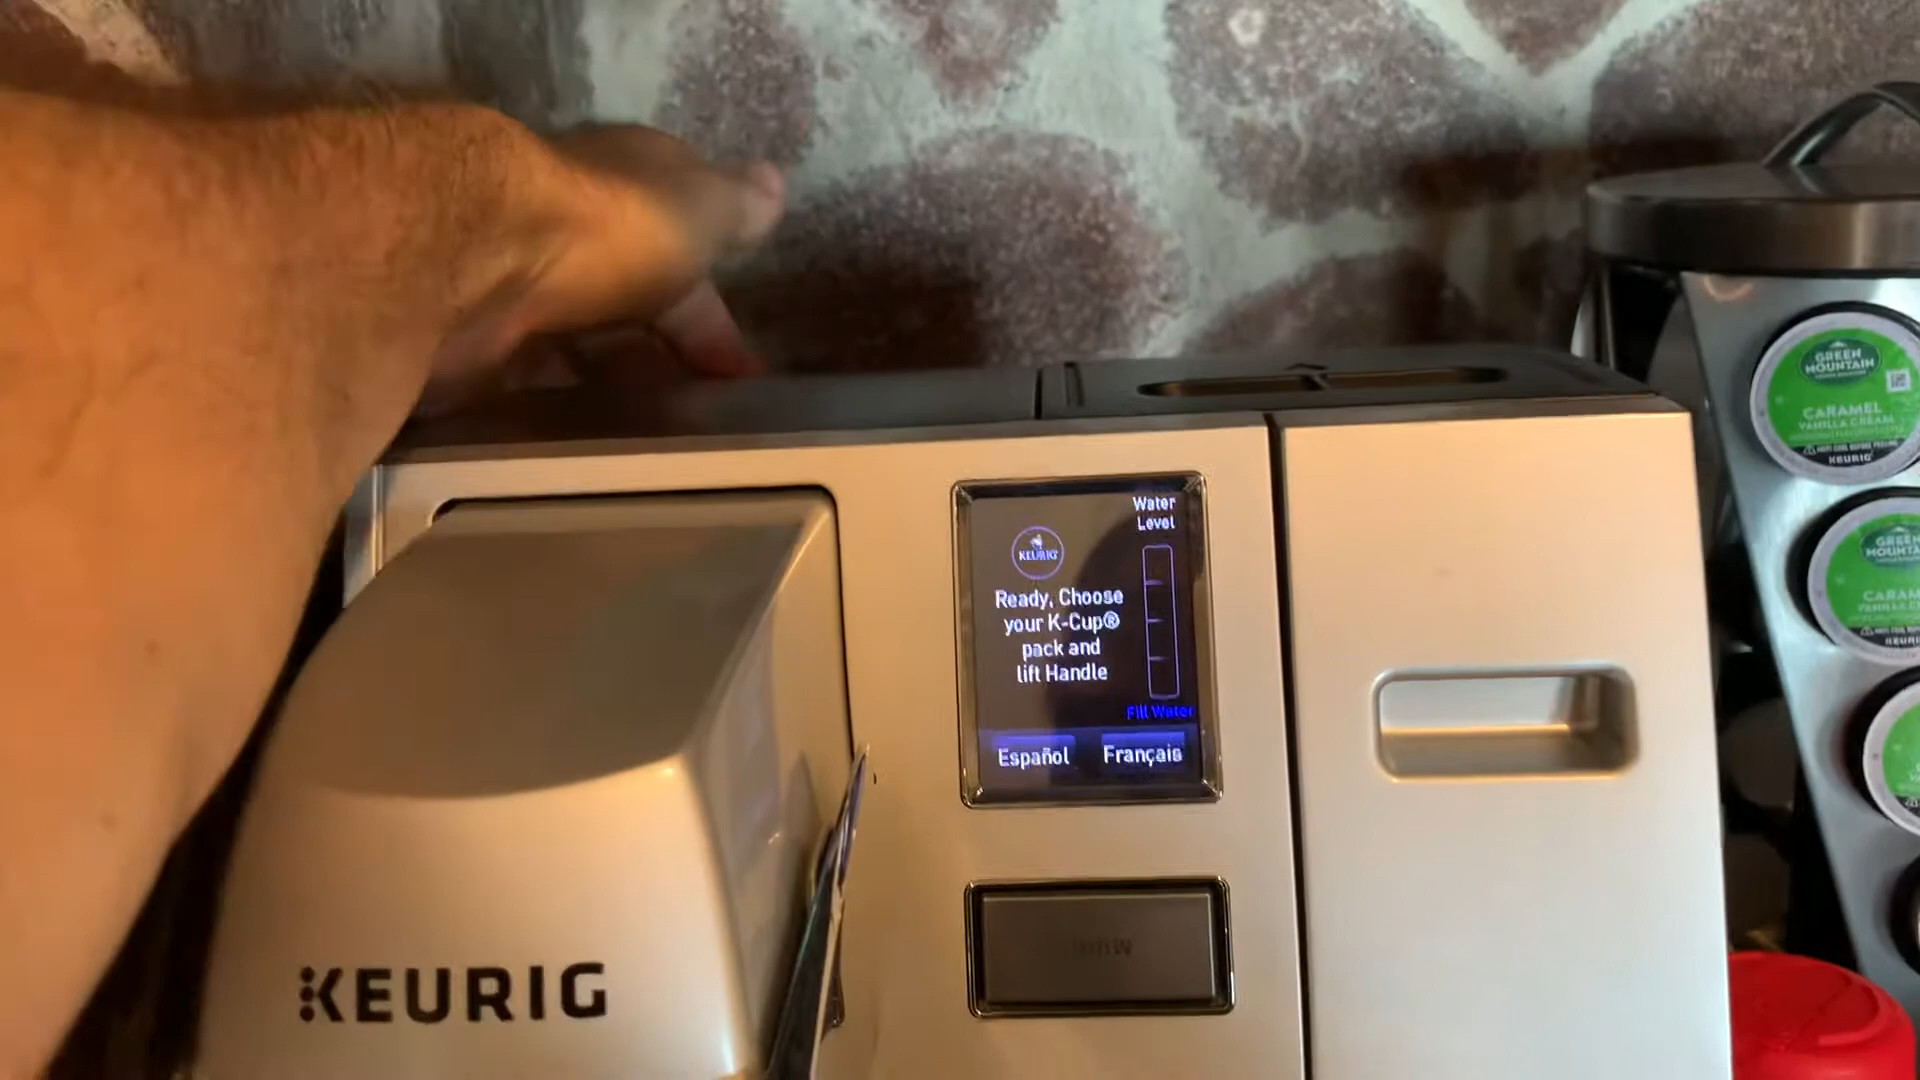 Water
Level
KEURIG
Ready, Choose
your K-Cup®
pack and
lift Handle
Fill Water
Español
Français
KEURIG
GREEN
MOUNTAIN
CARAMEL
VANILLA CREAM
KEURIG
GREEN